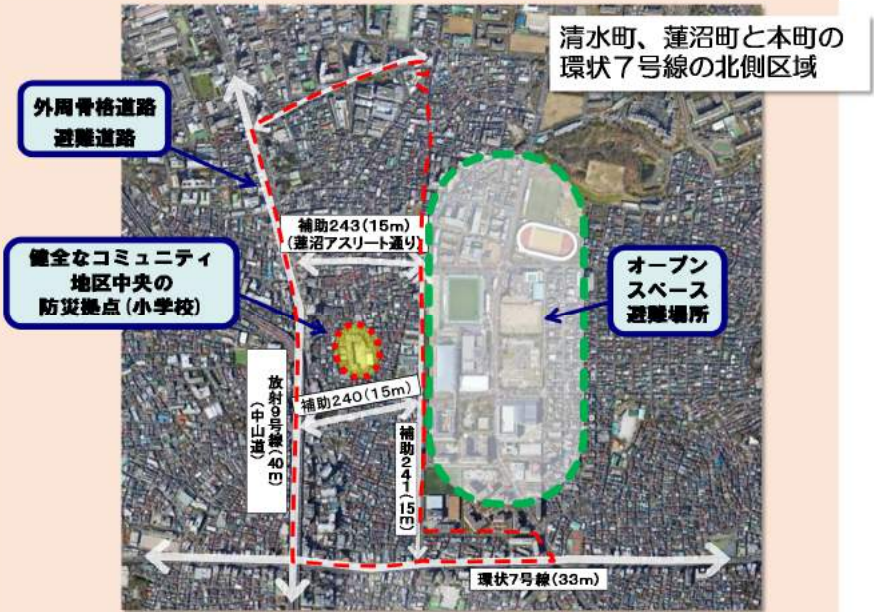 清水町、蓮沼町と本町の
環状7号線の北側区域
外周骨格道路
避難道路
補助243(15m)
(蓮沼アスリート通り)
健全なコミュニティ
地区中央の
防災拠点(小学校)
オープン
スペース
避難場所
補助240(15m)
放射9号線(40m)
(中山道)
補助241(15m)
環状7号線(33m)